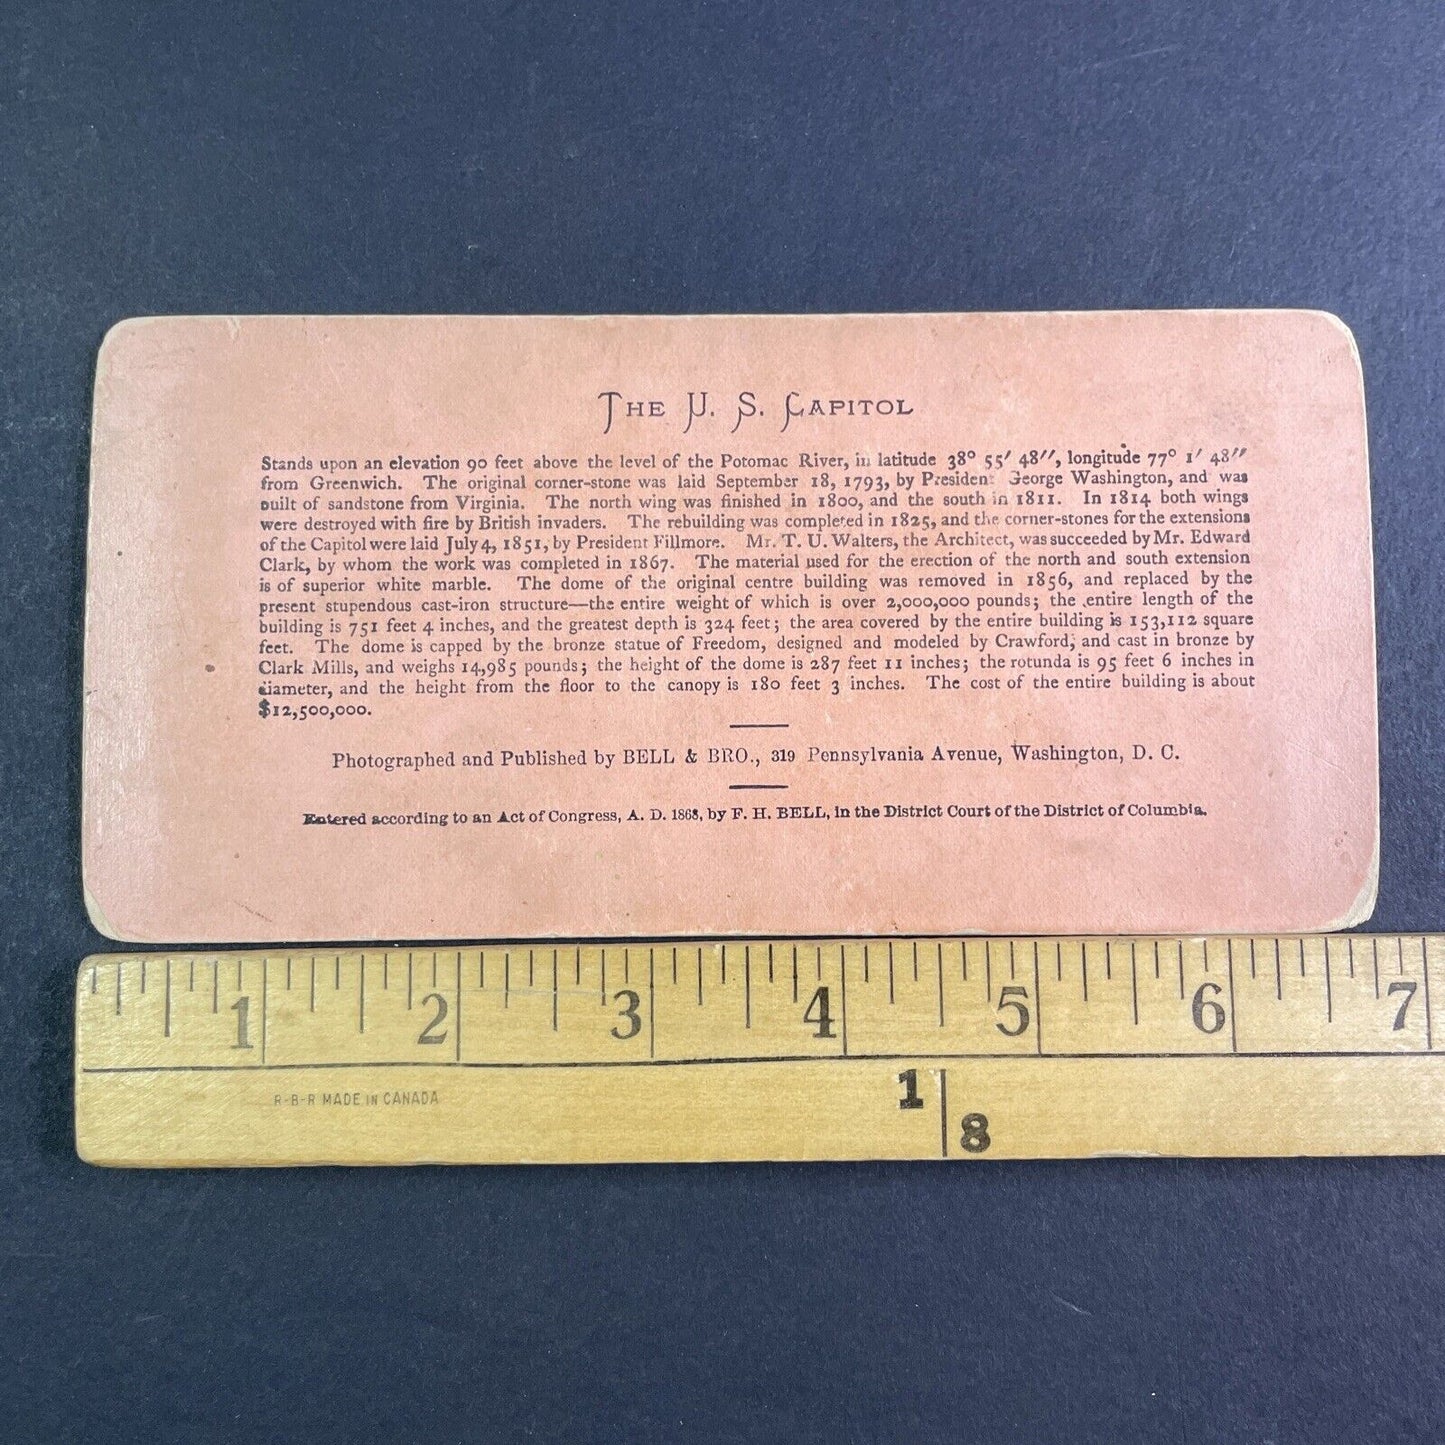 THE U. S. CAPITOL
Stands upon an elevation 90 feet above the level of the Potomac River, in latitude 38° 55′ 48′′, longitude 77° 1′ 48′′
from Greenwich. The original corner-stone was laid September 18, 1793, by President George Washington, and was
built of sandstone from Virginia. The north wing was finished in 1800, and the south in 1811. In 1814 both wings
were destroyed with fire by British invaders. The rebuilding was completed in 1825, and the corner-stones for the extensions
of the Capitol were laid July 4, 1851, by President Fillmore. Mr. T. U. Walters, the Architect, was succeeded by Mr. Edward
Clark, by whom the work was completed in 1867. The material used for the erection of the north and south extension
is of superior white marble. The dome of the original centre building was removed in 1856, and replaced by the
present stupendous cast-iron structure—the entire weight of which is over 2,000,000 pounds; the entire length of the
building is 751 feet 4 inches, and the greatest depth is 324 feet; the area covered by the entire building is 153,112 square
feet. The dome is capped by the bronze statue of Freedom, designed and modeled by Crawford, and cast in bronze by
Clark Mills, and weighs 14,985 pounds; the height of the dome is 287 feet 11 inches; the rotunda is 95 feet 6 inches in
diameter, and the height from the floor to the canopy is 180 feet 3 inches. The cost of the entire building is about
$12,500,000.
Photographed and Published by BELL & BRO., 319 Pennsylvania Avenue, Washington, D. C.
Entered according to an Act of Congress, A. D. 1868, by F. H. BELL, in the District Court of the District of Columbia.
1 2 3 4 5 6 7
R-B-R MADE IN CANADA
1
8